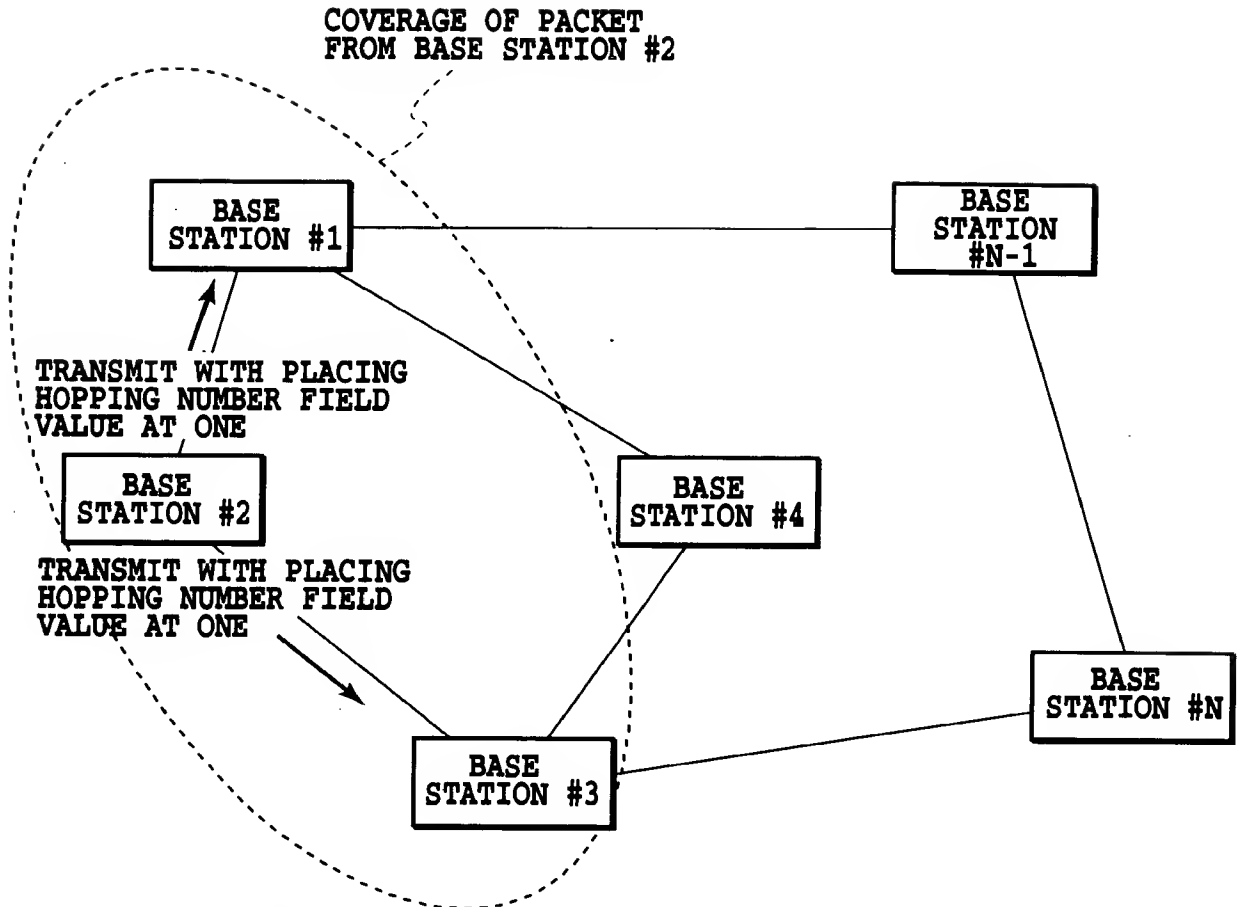 COVERAGE OF PACKET
FROM BASE STATION #2
BASE
STATION #1
BASE
STATION
#N-1
TRANSMIT WITH PLACING
HOPPING NUMBER FIELD
VALUE AT ONE
BASE
STATION #2
BASE
STATION #4
TRANSMIT WITH PLACING
HOPPING NUMBER FIELD
VALUE AT ONE
BASE
STATION #N
BASE
STATION #3